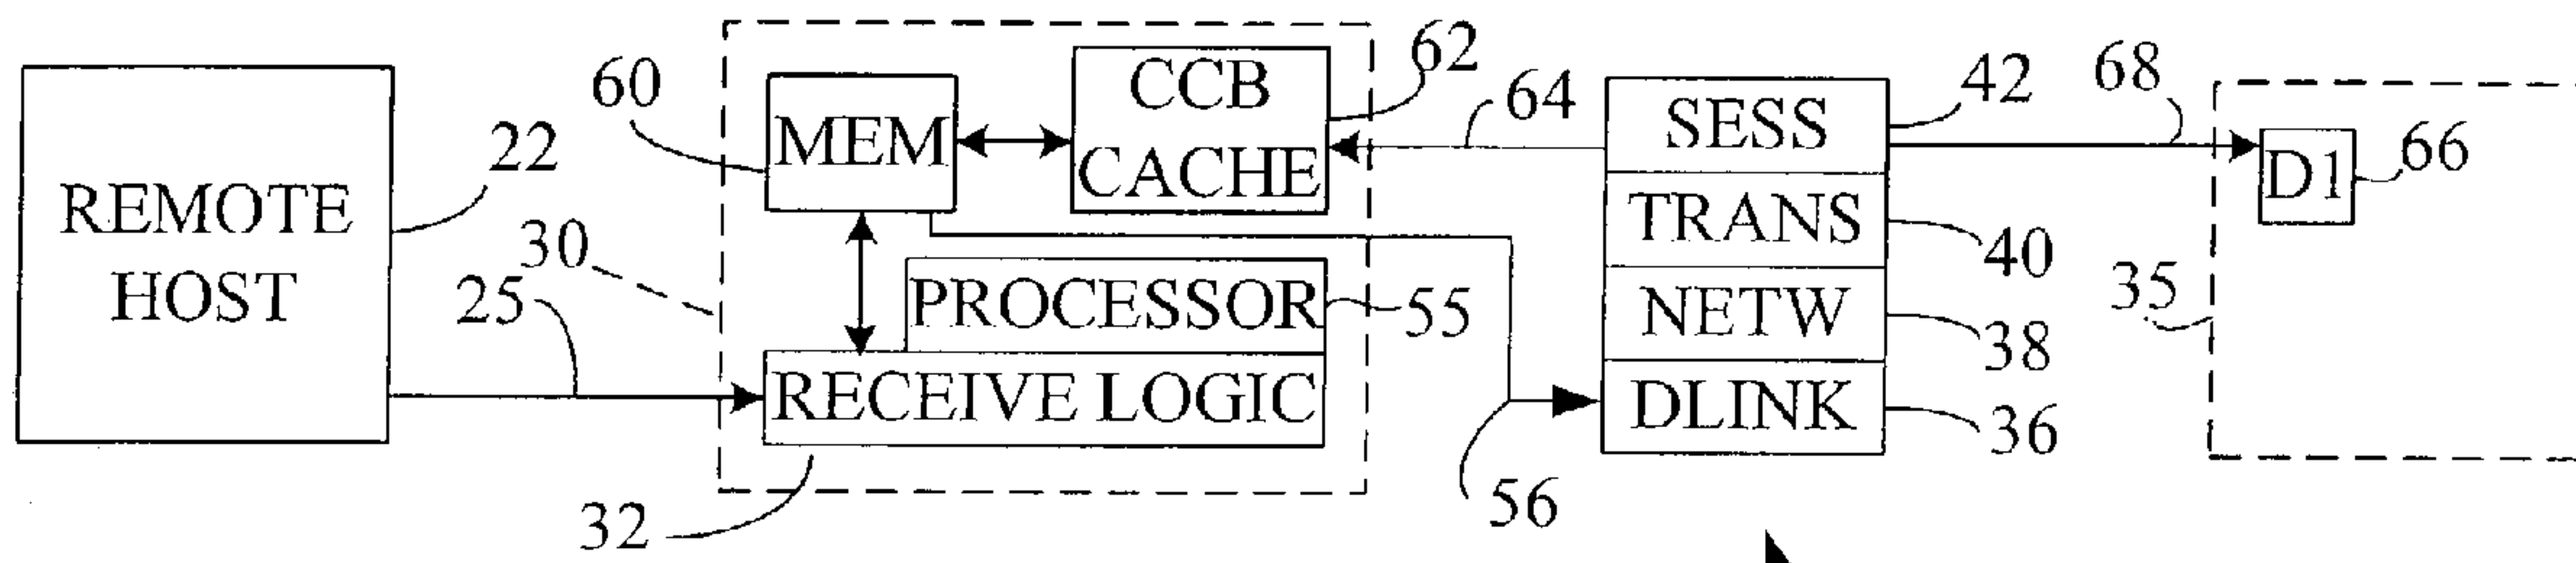 REMOTE
HOST
22
25
30
60
MEM
CCB
CACHE
62
PROCESSOR
55
RECEIVE LOGIC
32
64
56
SESS
42
TRANS
40
NETW
38
DLINK
36
68
D1
66
35